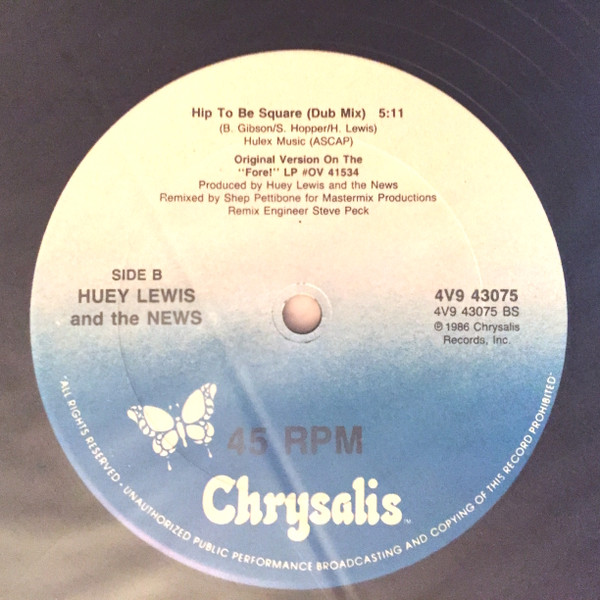 Hip To Be Square (Dub Mix) 5:11
(B. Gibson/S. Hopper/H. Lewis)
Hulex Music (ASCAP)
Original Version On The
"Fore!" LP #OV 41534
Produced by Huey Lewis and the News
Remixed by Shep Pettibone for Mastermix Productions
Remix Engineer Steve Peck
SIDE B
HUEY LEWIS
and the NEWS
4V9 43075
4V9 43075 BS
℗ 1986 Chrysalis
Records, Inc.
45 RPM
Chrysalis™
"ALL RIGHTS RESERVED - UNAUTHORIZED PUBLIC PERFORMANCE BROADCASTING AND COPYING OF THIS RECORD PROHIBITED"